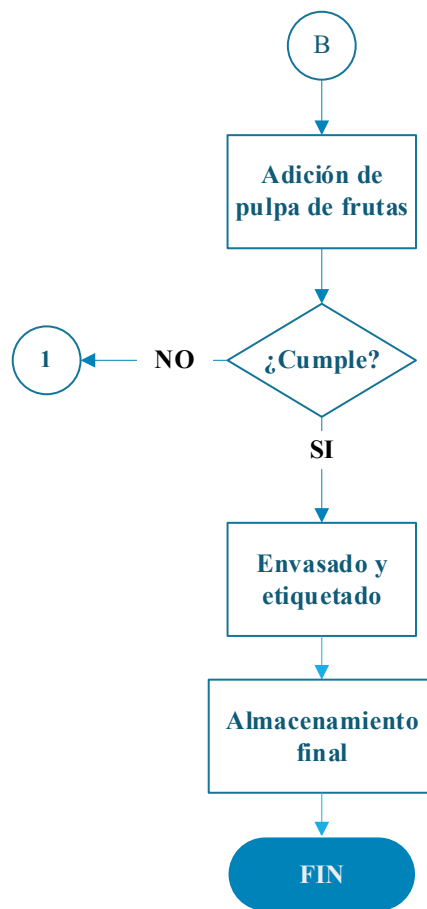 B
Adición de
pulpa de frutas
¿Cumple?
NO
1
SI
Envasado y
etiquetado
Almacenamiento
final
FIN